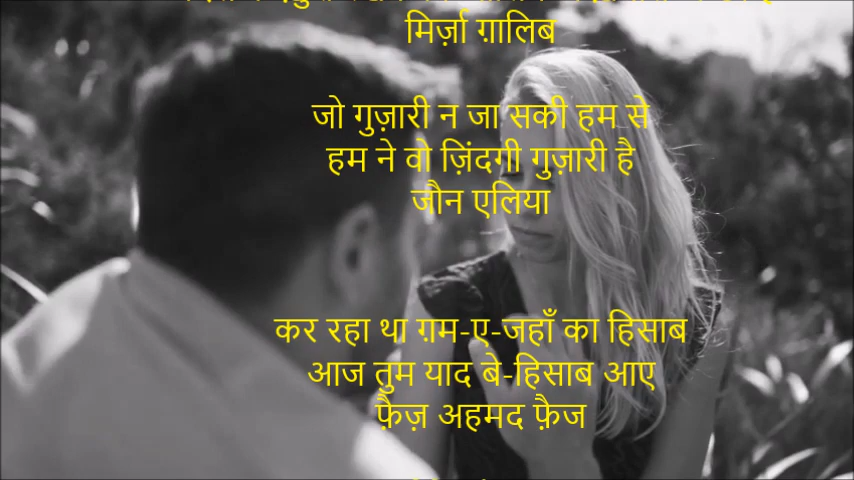 मिर्ज़ा ग़ालिब
जो गुज़ारी न जा सकी हम से
हम ने वो ज़िंदगी गुज़ारी है
जौन एलिया
कर रहा था ग़म-ए-जहाँ का हिसाब
आज तुम याद बे-हिसाब आए
फ़ैज़ अहमद फ़ैज